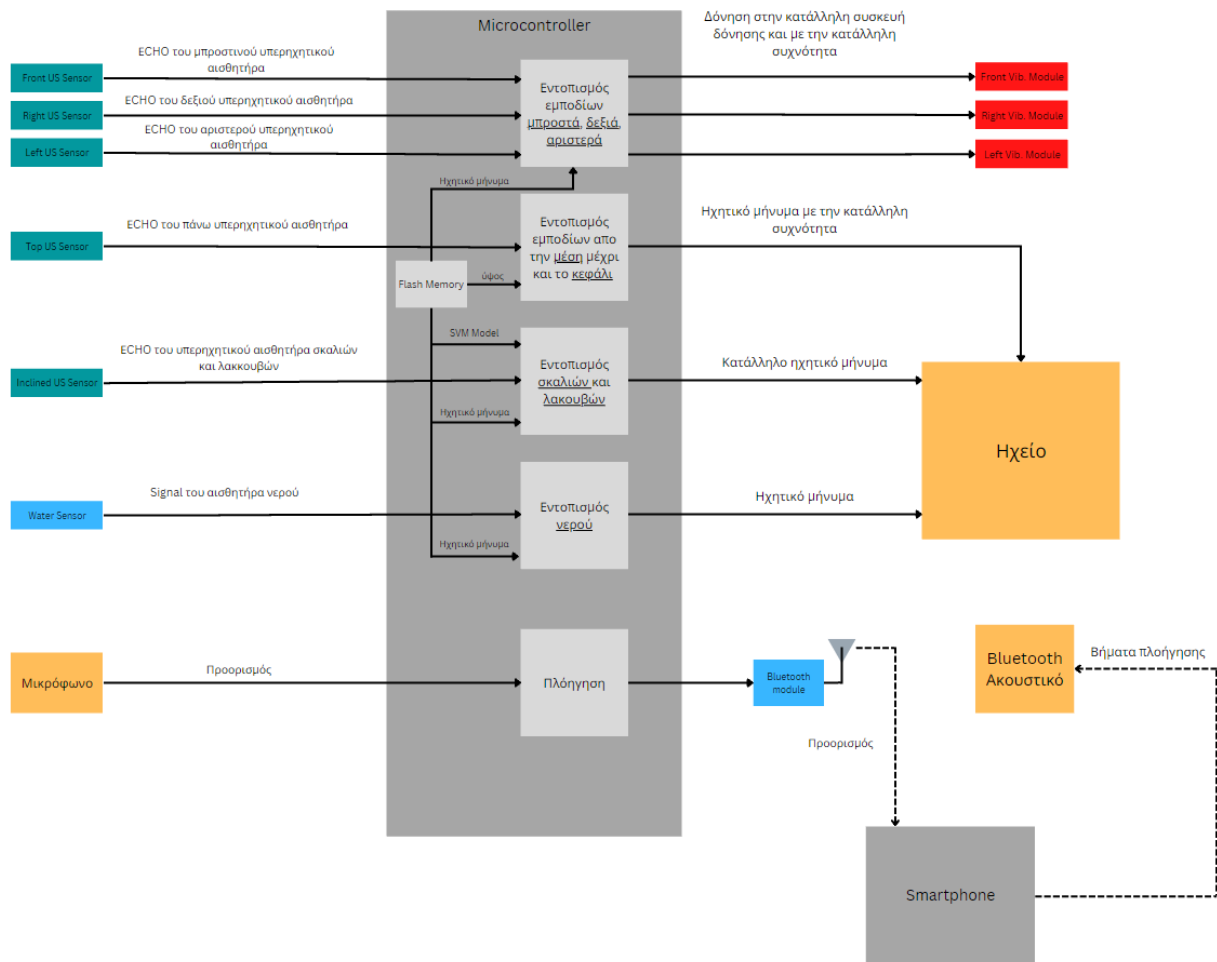 Microcontroller
Δόνηση στην κατάλληλη συσκευή
δόνησης και με την κατάλληλη
συχνότητα
ECHO του μπροστινού υπερηχητικού
αισθητήρα
Front US Sensor
Front Vib. Module
ECHO του δεξιού υπερηχητικού αισθητήρα
Right US Sensor
Right Vib. Module
ECHO του αριστερού υπερηχητικού
αισθητήρα
Left US Sensor
Left Vib. Module
Εντοπισμός
εμποδίων
μπροστά, δεξιά,
αριστερά
Ηχητικό μήνυμα
ECHO του πάνω υπερηχητικού αισθητήρα
Top US Sensor
Εντοπισμός
εμποδίων απο
την μέση μέχρι
και το κεφάλι
Ηχητικό μήνυμα με την κατάλληλη
συχνότητα
Flash Memory
ύψος
SVM Model
ECHO του υπερηχητικού αισθητήρα σκαλιών
και λακκουβών
Inclined US Sensor
Εντοπισμός
σκαλιών και
λακουβών
Κατάλληλο ηχητικό μήνυμα
Ηχητικό μήνυμα
Ηχείο
Signal του αισθητήρα νερού
Water Sensor
Εντοπισμός
νερού
Ηχητικό μήνυμα
Ηχητικό μήνυμα
Μικρόφωνο
Προορισμός
Πλόηγηση
Bluetooth
module
Bluetooth
Ακουστικό
Βήματα πλοήγησης
Προορισμός
Smartphone